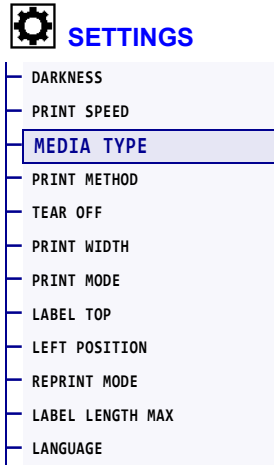 SETTINGS
DARKNESS
PRINT SPEED
MEDIA TYPE
PRINT METHOD
TEAR OFF
PRINT WIDTH
PRINT MODE
LABEL TOP
LEFT POSITION
REPRINT MODE
LABEL LENGTH MAX
LANGUAGE